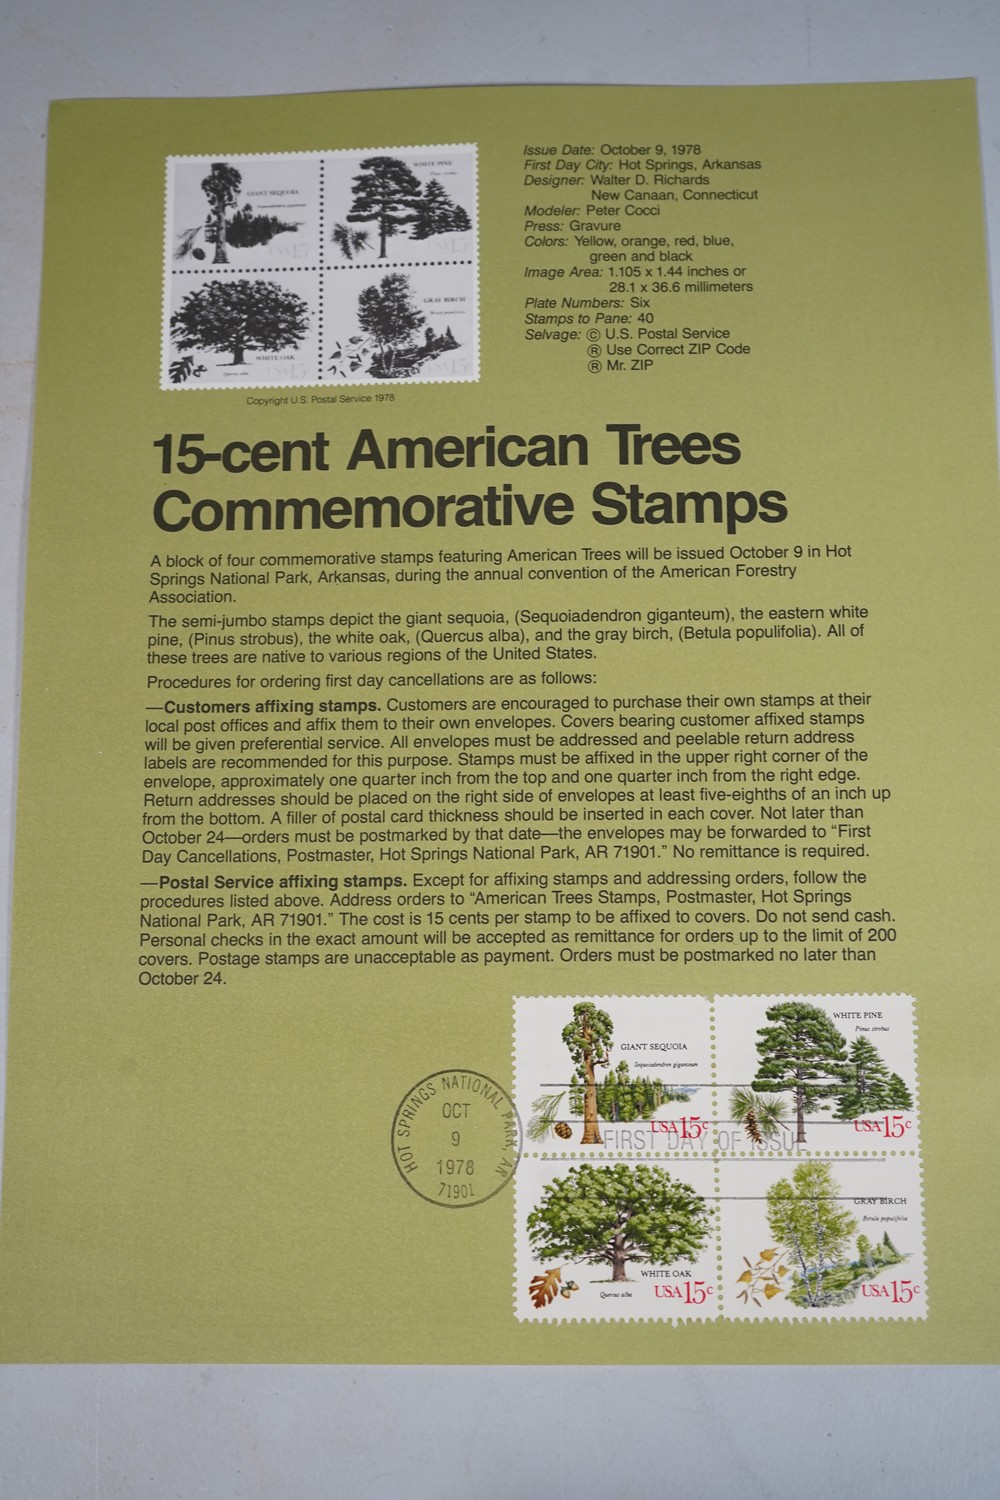 GIANT SEQUOIA
Sequoiadendron giganteum
USA 15c
WHITE PINE
Pinus strobus
USA 15c
WHITE OAK
Quercus alba
USA 15c
GRAY BIRCH
Betula populifolia
15c
Copyright U.S. Postal Service 1978
Issue Date: October 9, 1978
First Day City: Hot Springs, Arkansas
Designer: Walter D. Richards
New Canaan, Connecticut
Modeler: Peter Cocci
Press: Gravure
Colors: Yellow, orange, red, blue,
green and black
Image Area: 1.105 x 1.44 inches or
28.1 x 36.6 millimeters
Plate Numbers: Six
Stamps to Pane: 40
Selvage: © U.S. Postal Service
® Use Correct ZIP Code
® Mr. ZIP
15-cent American Trees
Commemorative Stamps
A block of four commemorative stamps featuring American Trees will be issued October 9 in Hot
Springs National Park, Arkansas, during the annual convention of the American Forestry
Association.
The semi-jumbo stamps depict the giant sequoia, (Sequoiadendron giganteum), the eastern white
pine, (Pinus strobus), the white oak, (Quercus alba), and the gray birch, (Betula populifolia). All of
these trees are native to various regions of the United States.
Procedures for ordering first day cancellations are as follows:
—Customers affixing stamps. Customers are encouraged to purchase their own stamps at their
local post offices and affix them to their own envelopes. Covers bearing customer affixed stamps
will be given preferential service. All envelopes must be addressed and peelable return address
labels are recommended for this purpose. Stamps must be affixed in the upper right corner of the
envelope, approximately one quarter inch from the top and one quarter inch from the right edge.
Return addresses should be placed on the right side of envelopes at least five-eighths of an inch up
from the bottom. A filler of postal card thickness should be inserted in each cover. Not later than
October 24—orders must be postmarked by that date—the envelopes may be forwarded to “First
Day Cancellations, Postmaster, Hot Springs National Park, AR 71901.” No remittance is required.
—Postal Service affixing stamps. Except for affixing stamps and addressing orders, follow the
procedures listed above. Address orders to “American Trees Stamps, Postmaster, Hot Springs
National Park, AR 71901.” The cost is 15 cents per stamp to be affixed to covers. Do not send cash.
Personal checks in the exact amount will be accepted as remittance for orders up to the limit of 200
covers. Postage stamps are unacceptable as payment. Orders must be postmarked no later than
October 24.
HOT SPRINGS NATIONAL PARK, AR
OCT
9
1978
71901
GIANT SEQUOIA
Sequoiadendron giganteum
USA 15c
WHITE PINE
Pinus strobus
USA 15c
FIRST DAY OF ISSUE
WHITE OAK
Quercus alba
USA 15c
GRAY BIRCH
Betula populifolia
USA 15c